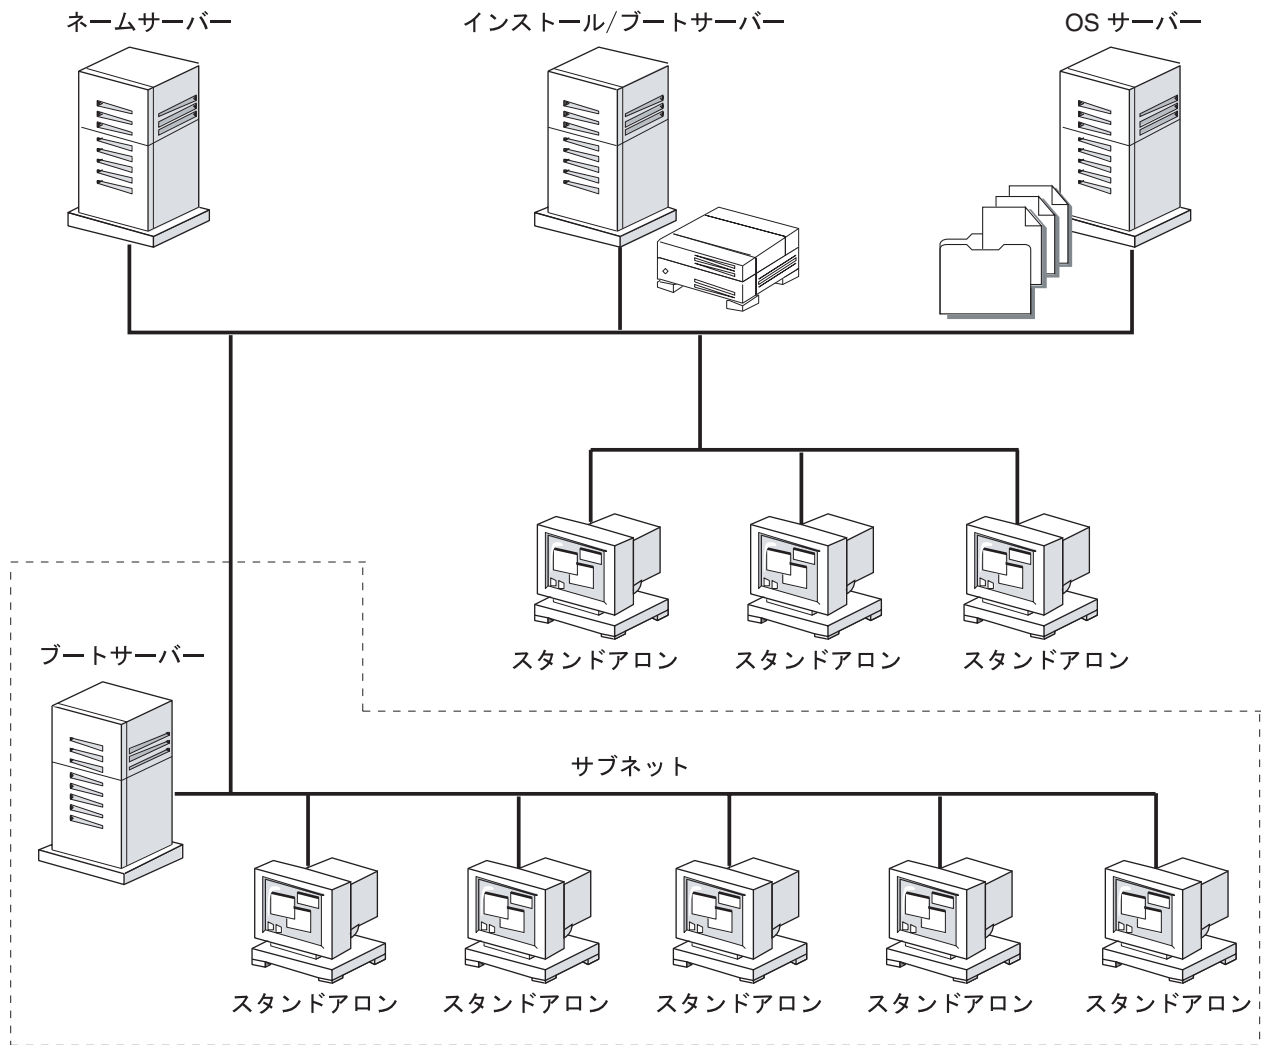 ネームサーバー
インストール/ブートサーバー
OS サーバー
スタンドアロン
スタンドアロン
スタンドアロン
ブートサーバー
サブネット
スタンドアロン
スタンドアロン
スタンドアロン
スタンドアロン
スタンドアロン